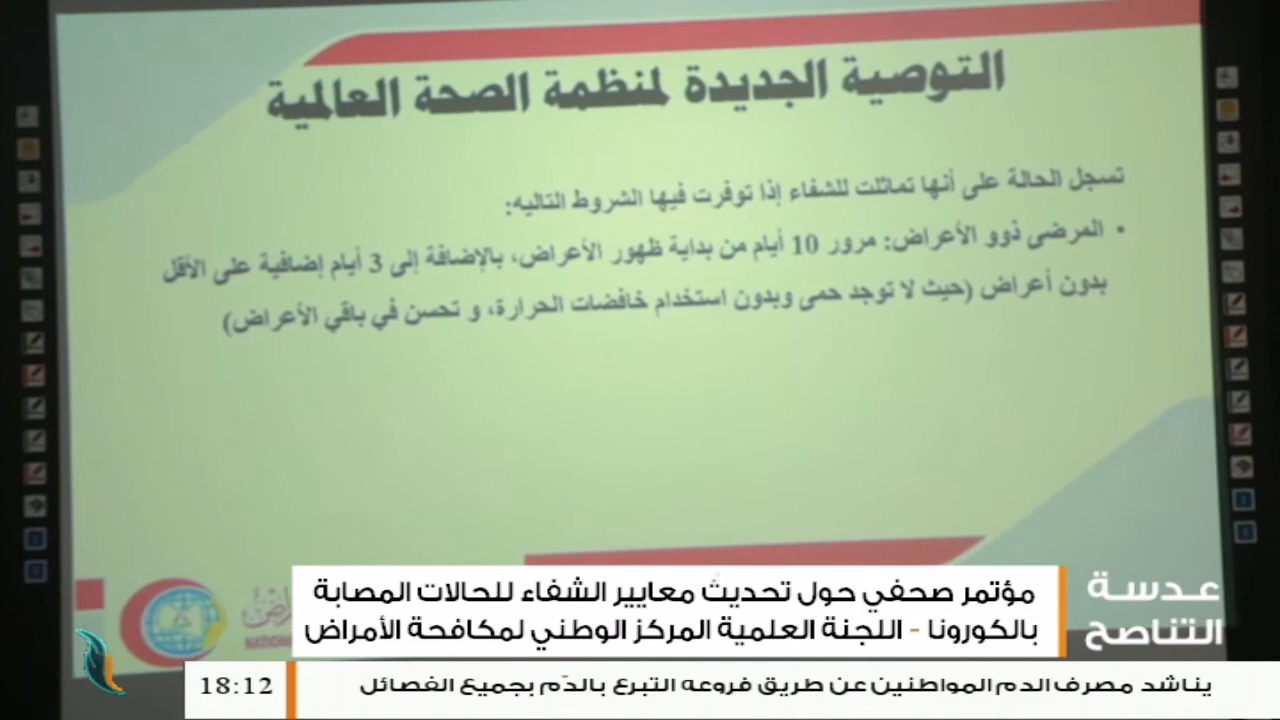 التوصية الجديدة لمنظمة الصحة العالمية
تسجل الحالة على أنها تماثلت للشفاء إذا توفرت فيها الشروط التاليه:
• المرضى ذوو الأعراض: مرور 10 أيام من بداية ظهور الأعراض، بالإضافة إلى 3 أيام إضافية على الأقل
بدون أعراض (حيث لا توجد حمى وبدون استخدام خافضات الحرارة، و تحسن في باقي الأعراض)
NATION
عدسة
التناصح
مؤتمر صحفي حول تحديث معايير الشفاء للحالات المصابة
بالكورونا - اللجنة العلمية المركز الوطني لمكافحة الأمراض
يناشد مصرف الدم المواطنين عن طريق فروعه التبرع بالدّم بجميع الفصائل
18:12